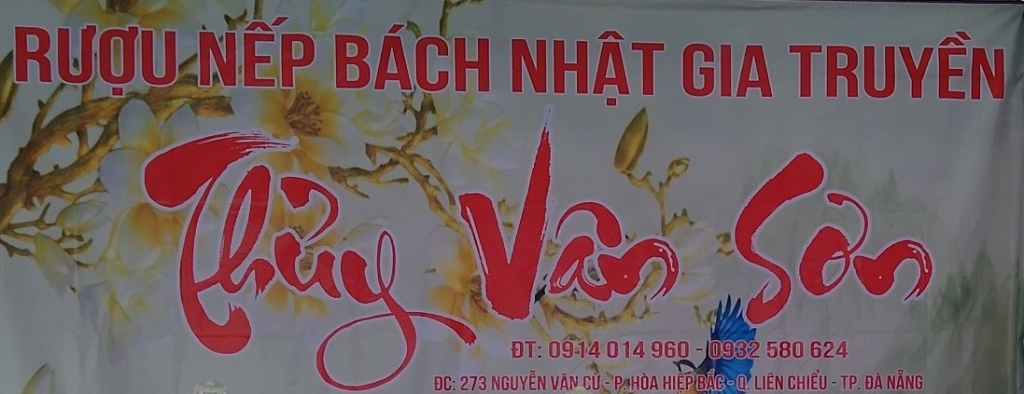 RƯỢU NẾP BÁCH NHẬT GIA TRUYỀN
Thủy Vân Sơn
ĐT: 0914 014 960 - 0932 580 624
ĐC: 273 NGUYỄN VĂN CỪ - P. HÒA HIỆP BẮC - Q. LIÊN CHIỂU - TP. ĐÀ NẴNG